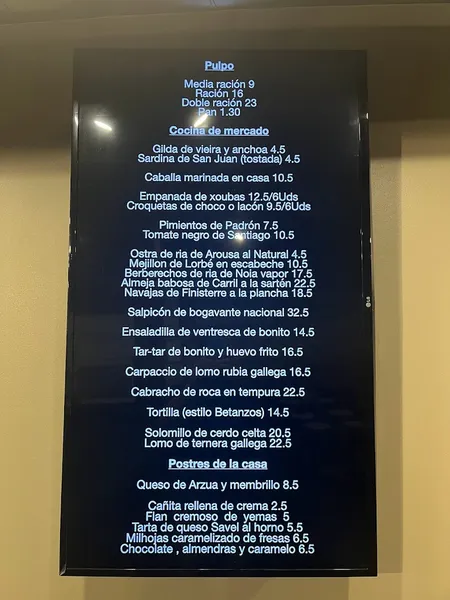 Pulpo
Media ración 9
Ración 16
Doble ración 23
Pan 1.30
Cocina de mercado
Gilda de vieira y anchoa 4.5
Sardina de San Juan (tostada) 4.5
Caballa marinada en casa 10.5
Empanada de xoubas 12.5/6Uds
Croquetas de choco o lacón 9.5/6Uds
Pimientos de Padrón 7.5
Tomate negro de Santiago 10.5
Ostra de ria de Arousa al Natural 4.5
Mejillon de Lorbé en escabeche 10.5
Berberechos de ria de Noia vapor 17.5
Almeja babosa de Carril a la sartén 22.5
Navajas de Finisterre a la plancha 18.5
Salpicón de bogavante nacional 32.5
Ensaladilla de ventresca de bonito 14.5
Tar-tar de bonito y huevo frito 16.5
Carpaccio de lomo rubia gallega 16.5
Cabracho de roca en tempura 22.5
Tortilla (estilo Betanzos) 14.5
Solomillo de cerdo celta 20.5
Lomo de ternera gallega 22.5
Postres de la casa
Queso de Arzua y membrillo 8.5
Cañita rellena de crema 2.5
Flan cremoso de yemas 5
Tarta de queso Savel al horno 5.5
Milhojas caramelizado de fresas 6.5
Chocolate , almendras y caramelo 6.5
LG